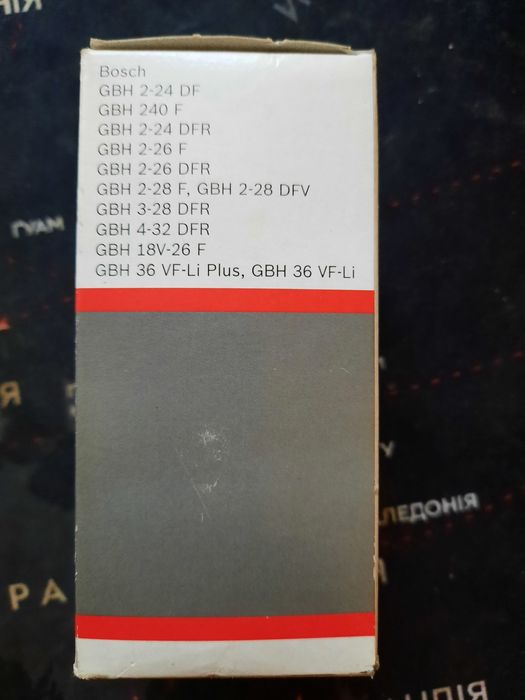 Bosch
GBH 2-24 DF
GBH 240 F
GBH 2-24 DFR
GBH 2-26 F
GBH 2-26 DFR
GBH 2-28 F, GBH 2-28 DFV
GBH 3-28 DFR
GBH 4-32 DFR
GBH 18V-26 F
GBH 36 VF-Li Plus, GBH 36 VF-Li
ГУАМ